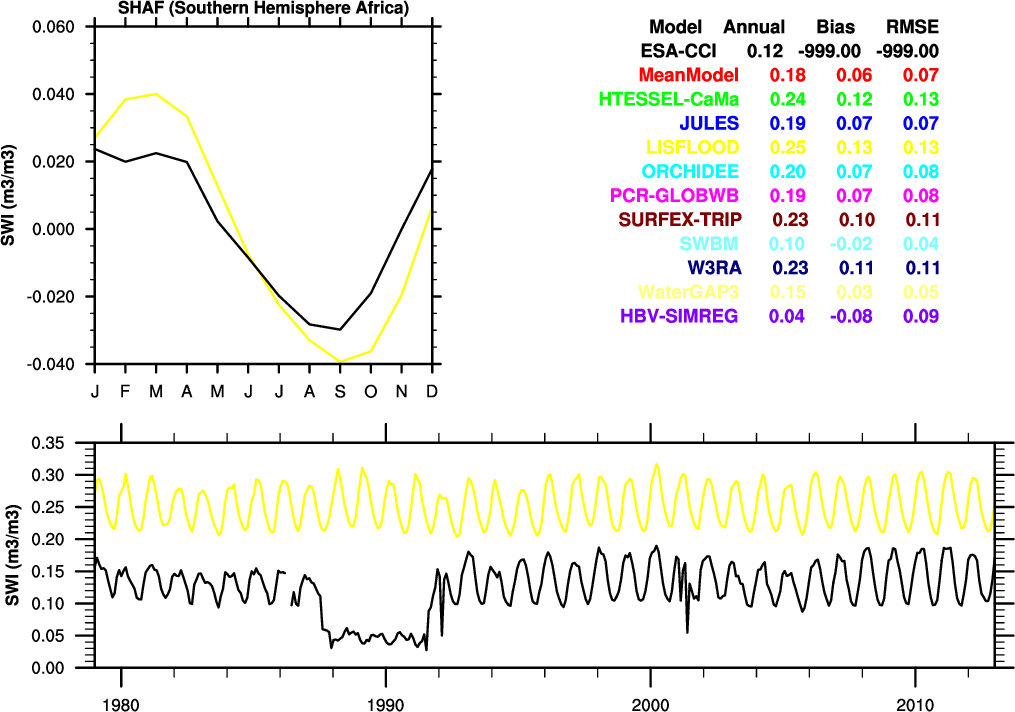 SHAF (Southern Hemisphere Africa)
0.060
0.040
0.020
0.000
-0.020
-0.040
SWI (m3/m3)
J F M A M J J A S O N D
Model Annual Bias RMSE
ESA-CCI 0.12 -999.00 -999.00
MeanModel 0.18 0.06 0.07
HTESSEL-CaMa 0.24 0.12 0.13
JULES 0.19 0.07 0.07
LISFLOOD 0.25 0.13 0.13
ORCHIDEE 0.20 0.07 0.08
PCR-GLOBWB 0.19 0.07 0.08
SURFEX-TRIP 0.23 0.10 0.11
SWBM 0.10 -0.02 0.04
W3RA 0.23 0.11 0.11
WaterGAP3 0.15 0.03 0.05
HBV-SIMREG 0.04 -0.08 0.09
0.35
0.30
0.25
0.20
0.15
0.10
0.05
0.00
SWI (m3/m3)
1980 1990 2000 2010